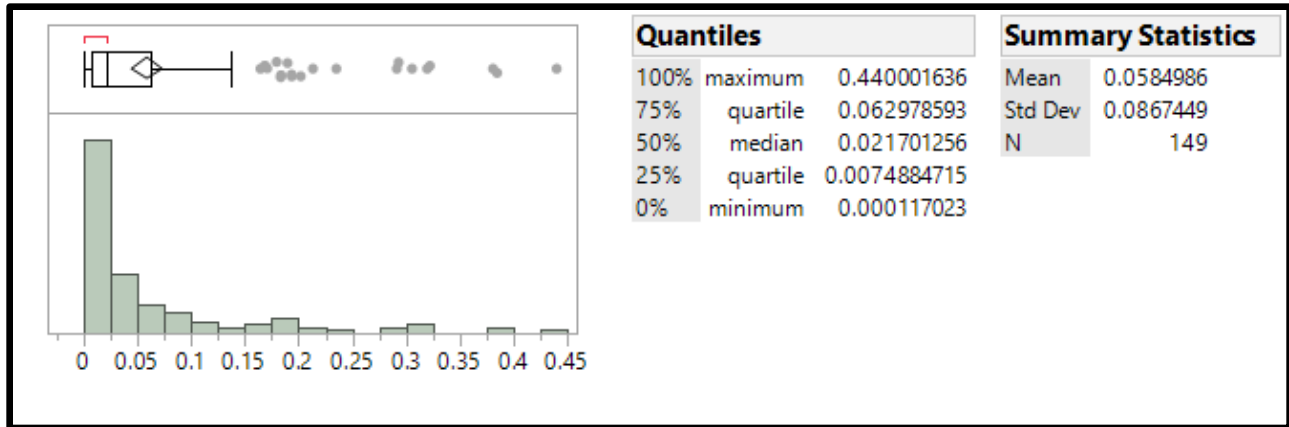 Quantiles
100% maximum 0.440001636
75% quartile 0.062978593
50% median 0.021701256
25% quartile 0.0074884715
0% minimum 0.000117023
Summary Statistics
Mean 0.0584986
Std Dev 0.0867449
N 149
0 0.05 0.1 0.15 0.2 0.25 0.3 0.35 0.4 0.45